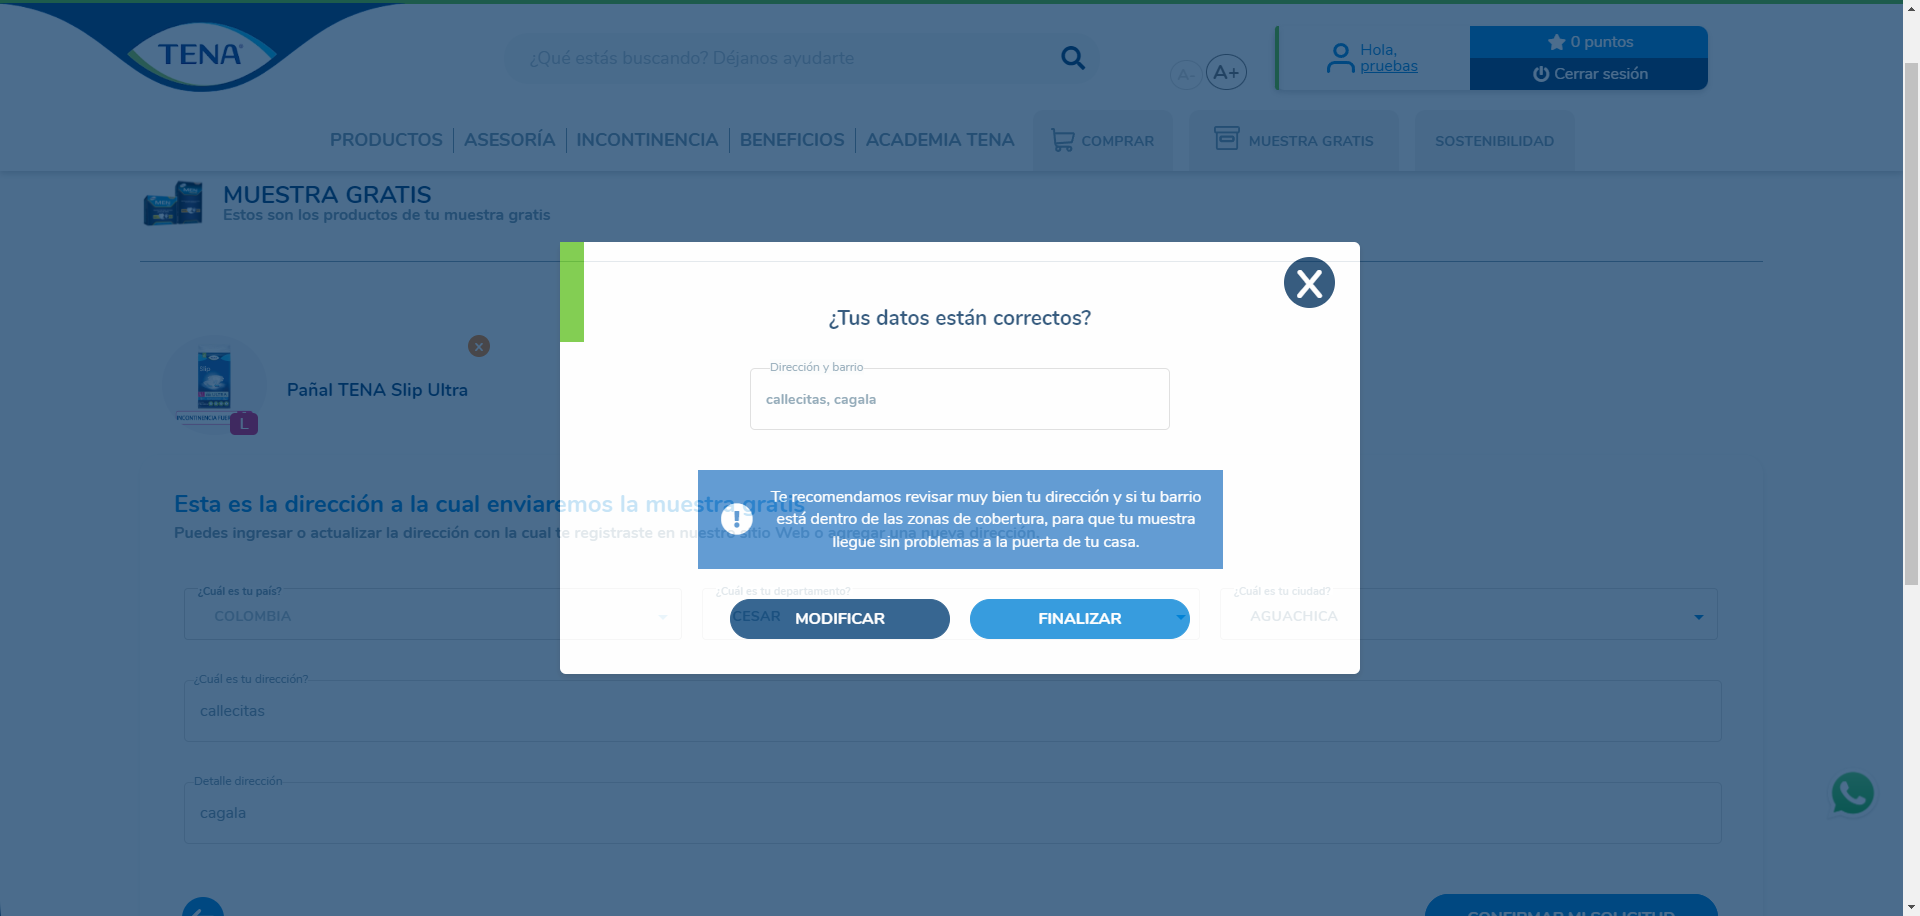 TENA
¿Qué estás buscando? Déjanos ayudarte
A-
A+
Hola,
pruebas
0 puntos
Cerrar sesión
PRODUCTOS
ASESORÍA
INCONTINENCIA
BENEFICIOS
ACADEMIA TENA
COMPRAR
MUESTRA GRATIS
SOSTENIBILIDAD
MUESTRA GRATIS
Estos son los productos de tu muestra gratis
X
¿Tus datos están correctos?
Dirección y barrio
callecitas, cagala
x
Pañal TENA Slip Ultra
Slip
L
Esta es la dirección a la cual enviaremos la muestra gratis
Puedes ingresar o actualizar la dirección con la cual te registraste en nuestro sitio Web o agregar una nueva dirección.
Te recomendamos revisar muy bien tu dirección y si tu barrio
está dentro de las zonas de cobertura, para que tu muestra
llegue sin problemas a la puerta de tu casa.
¿Cuál es tu país?
COLOMBIA
¿Cuál es tu departamento?
CESAR
¿Cuál es tu ciudad?
AGUACHICA
MODIFICAR
FINALIZAR
¿Cuál es tu dirección?
callecitas
Detalle dirección
cagala
CONFIRMAR MI SOLICITUD